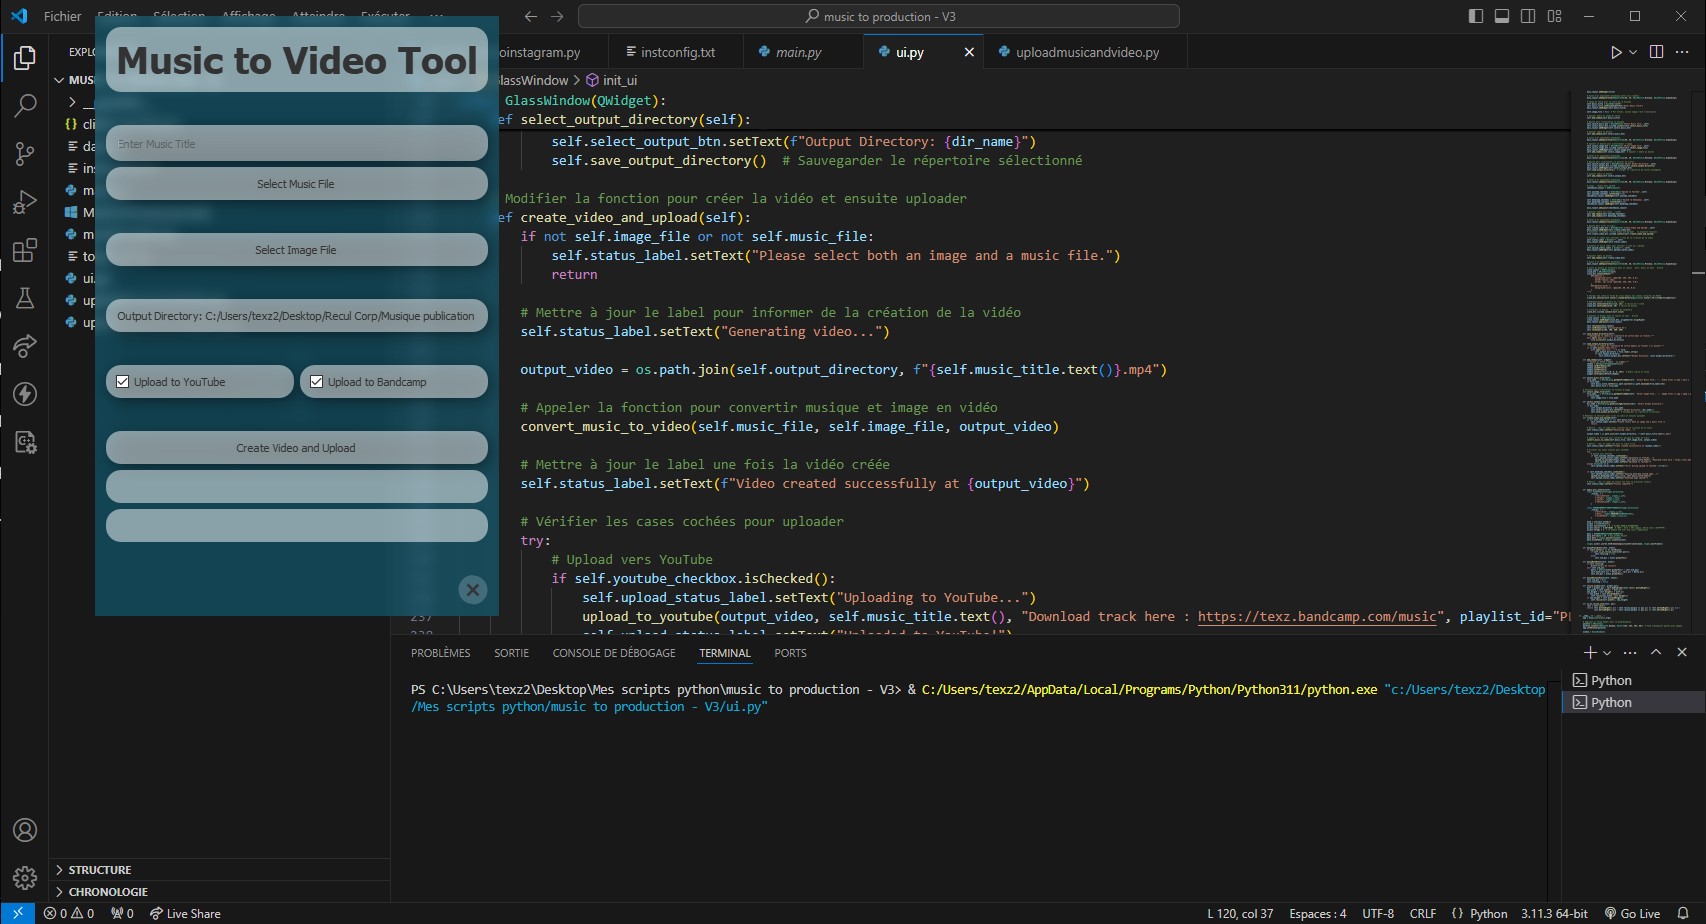 Fichier Edition Sélection Affichage Atteindre Exécuter ...
music to production - V3
Music to Video Tool
Enter Music Title
Select Music File
Select Image File
Output Directory: C:/Users/texz2/Desktop/Recul Corp/Musique publication
Upload to YouTube
Upload to Bandcamp
Create Video and Upload
oinstagram.py
instconfig.txt
main.py
ui.py
uploadmusicandvideo.py
lassWindow > init_ui
GlassWindow(QWidget):
ef select_output_directory(self):
self.select_output_btn.setText(f"Output Directory: {dir_name}")
self.save_output_directory()  # Sauvegarder le répertoire sélectionné
Modifier la fonction pour créer la vidéo et ensuite uploader
ef create_video_and_upload(self):
if not self.image_file or not self.music_file:
self.status_label.setText("Please select both an image and a music file.")
return
# Mettre à jour le label pour informer de la création de la vidéo
self.status_label.setText("Generating video...")
output_video = os.path.join(self.output_directory, f"{self.music_title.text()}.mp4")
# Appeler la fonction pour convertir musique et image en vidéo
convert_music_to_video(self.music_file, self.image_file, output_video)
# Mettre à jour le label une fois la vidéo créée
self.status_label.setText(f"Video created successfully at {output_video}")
# Vérifier les cases cochées pour uploader
try:
# Upload vers YouTube
if self.youtube_checkbox.isChecked():
self.upload_status_label.setText("Uploading to YouTube...")
237 upload_to_youtube(output_video, self.music_title.text(), "Download track here : https://texz.bandcamp.com/music", playlist_id="Pl
238 self.upload_status_label.setText("Uploaded to YouTube!")
PROBLÈMES SORTIE CONSOLE DE DÉBOGAGE TERMINAL PORTS
PS C:\Users\texz2\Desktop\Mes scripts python\music to production - V3> & C:/Users/texz2/AppData/Local/Programs/Python/Python311/python.exe "c:/Users/texz2/Desktop
/Mes scripts python/music to production - V3/ui.py"
Python
Python
STRUCTURE
CHRONOLOGIE
0 0 0 Live Share
L 120, col 37 Espaces : 4 UTF-8 CRLF {} Python 3.11.3 64-bit Go Live